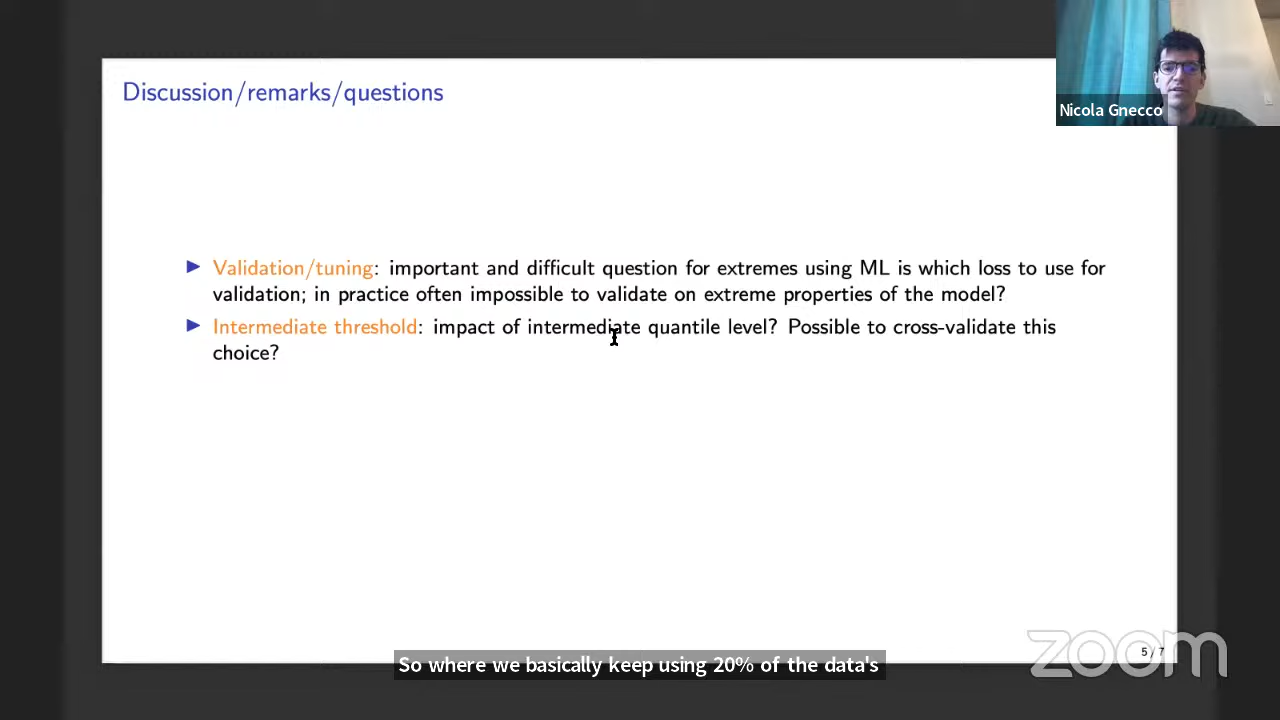 Discussion/remarks/questions
Nicola Gnecco
▶ Validation/tuning: important and difficult question for extremes using ML is which loss to use for
validation; in practice often impossible to validate on extreme properties of the model?
▶ Intermediate threshold: impact of intermediate quantile level? Possible to cross-validate this
choice?
So where we basically keep using 20% of the data's
5 / 7
zoom